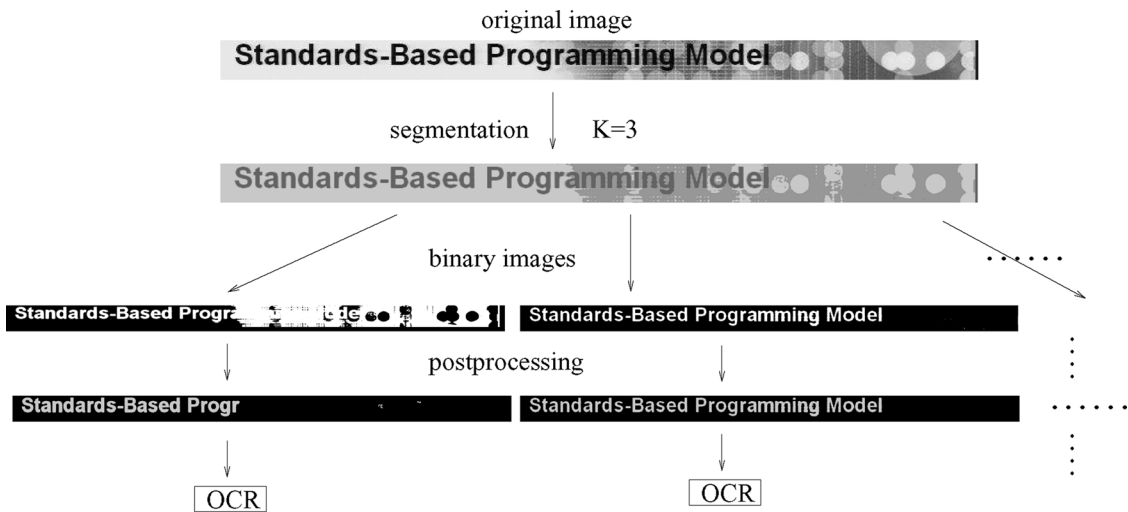 original image
Standards-Based Programming Model
segmentation K=3
Standards-Based Programming Model
binary images
Standards-Based Progra
Standards-Based Programming Model
postprocessing
Standards-Based Progr
Standards-Based Programming Model
OCR
OCR